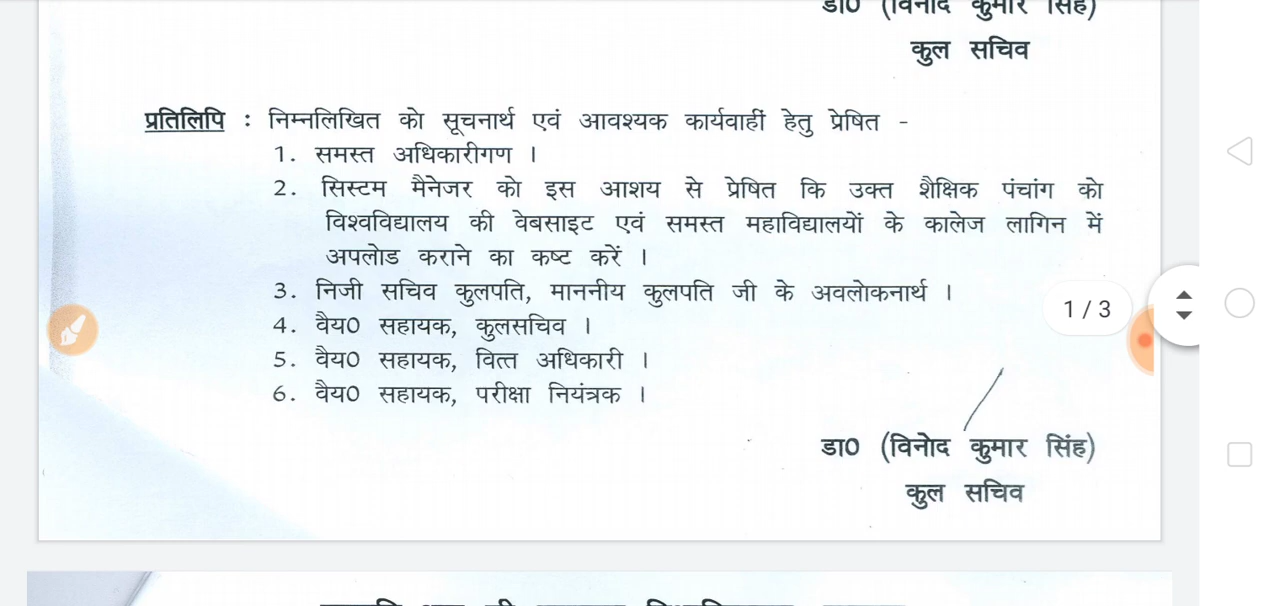 डा0 (विनोद कुमार सिंह)
कुल सचिव
प्रतिलिपि : निम्नलिखित को सूचनार्थ एवं आवश्यक कार्यवाहीं हेतु प्रेषित -
1. समस्त अधिकारीगण ।
2. सिस्टम मैनेजर को इस आशय से प्रेषित कि उक्त शैक्षिक पंचांग को
विश्वविद्यालय की वेबसाइट एवं समस्त महाविद्यालयों के कालेज लागिन में
अपलोड कराने का कष्ट करें ।
3. निजी सचिव कुलपति, माननीय कुलपति जी के अवलोकनार्थ ।
1 / 3
4. वैय0 सहायक, कुलसचिव ।
5. वैय0 सहायक, वित्त अधिकारी ।
6. वैय0 सहायक, परीक्षा नियंत्रक ।
डा0 (विनोद कुमार सिंह)
कुल सचिव